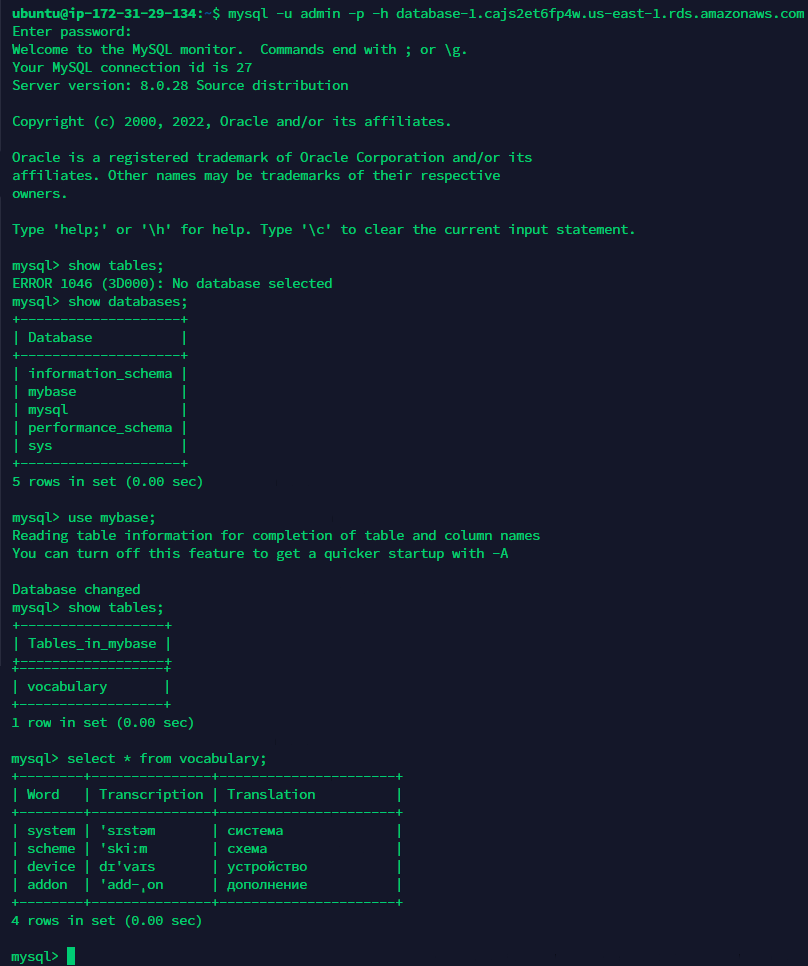 ubuntu@ip-172-31-29-134:~$ mysql -u admin -p -h database-1.cajs2et6fp4w.us-east-1.rds.amazonaws.com
Enter password:
Welcome to the MySQL monitor.  Commands end with ; or \g.
Your MySQL connection id is 27
Server version: 8.0.28 Source distribution

Copyright (c) 2000, 2022, Oracle and/or its affiliates.

Oracle is a registered trademark of Oracle Corporation and/or its
affiliates. Other names may be trademarks of their respective
owners.

Type 'help;' or '\h' for help. Type '\c' to clear the current input statement.

mysql> show tables;
ERROR 1046 (3D000): No database selected
mysql> show databases;
+--------------------+
| Database           |
+--------------------+
| information_schema |
| mybase             |
| mysql              |
| performance_schema |
| sys                |
+--------------------+
5 rows in set (0.00 sec)

mysql> use mybase;
Reading table information for completion of table and column names
You can turn off this feature to get a quicker startup with -A

Database changed
mysql> show tables;
+------------------+
| Tables_in_mybase |
+------------------+
+------------------+
| vocabulary       |
+------------------+
1 row in set (0.00 sec)

mysql> select * from vocabulary;
+--------+---------------+----------------------+
| Word   | Transcription | Translation          |
+--------+---------------+----------------------+
| system | 'sɪstəm       | система              |
| scheme | 'ski:m        | схема                |
| device | dɪ'vaɪs       | устройство           |
| addon  | 'add-ˌon      | дополнение           |
+--------+---------------+----------------------+
4 rows in set (0.00 sec)

mysql>